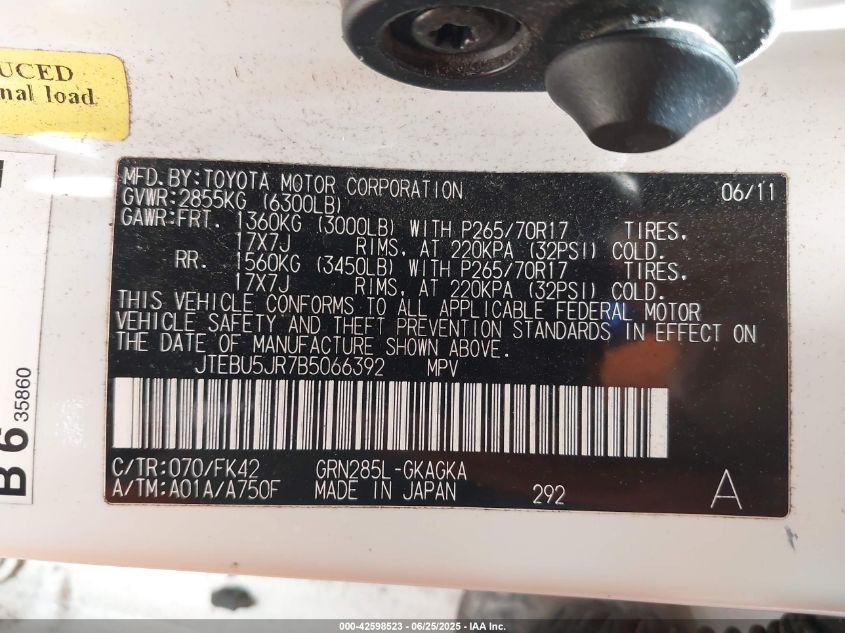 UCED
nal load
MFD.BY:TOYOTA MOTOR CORPORATION 06/11
GVWR:2855KG (6300LB)
GAWR:FRT. 1360KG (3000LB) WITH P265/70R17 TIRES,
17X7J RIMS, AT 220KPA (32PSI) COLD.
RR. 1560KG (3450LB) WITH P265/70R17 TIRES,
17X7J RIMS, AT 220KPA (32PSI) COLD.
THIS VEHICLE CONFORMS TO ALL APPLICABLE FEDERAL MOTOR
VEHICLE SAFETY AND THEFT PREVENTION STANDARDS IN EFFECT ON
THE DATE OF MANUFACTURE SHOWN ABOVE.
JTEBU5JR7B5066392 MPV
C/TR:070/FK42 GRN285L-GKAGKA
A/TM:A01A/A750F MADE IN JAPAN 292 A
B 6 35860
000-42598523 / 06/25/2025 / IAA Inc.